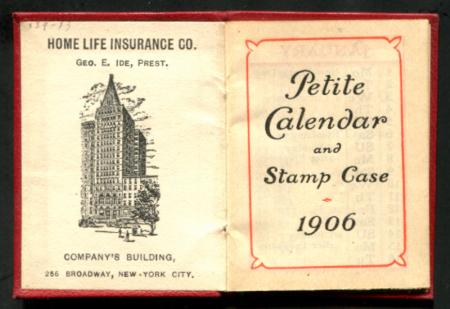 HOME LIFE INSURANCE CO.
GEO. E. IDE, PREST.
COMPANY'S BUILDING,
256 BROADWAY, NEW-YORK CITY.
Petite
Calendar
and
Stamp Case
1906